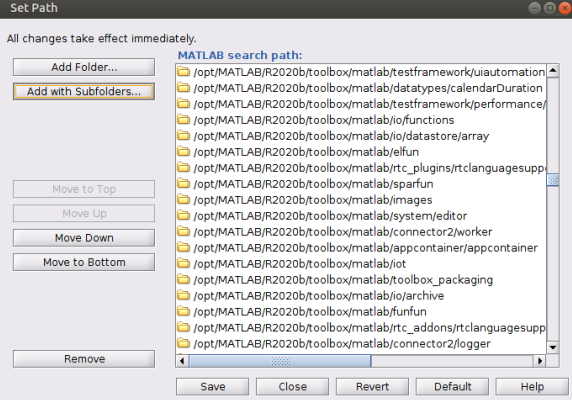 Set Path
All changes take effect immediately.
MATLAB search path:
Add Folder...
Add with Subfolders...
Move to Top
Move Up
Move Down
Move to Bottom
Remove
/opt/MATLAB/R2020b/toolbox/matlab/testframework/uiautomation
/opt/MATLAB/R2020b/toolbox/matlab/datatypes/calendarDuration
/opt/MATLAB/R2020b/toolbox/matlab/testframework/performance/
/opt/MATLAB/R2020b/toolbox/matlab/io/functions
/opt/MATLAB/R2020b/toolbox/matlab/io/datastore/array
/opt/MATLAB/R2020b/toolbox/matlab/elfun
/opt/MATLAB/R2020b/toolbox/matlab/rtc_plugins/rtclanguagesuppo
/opt/MATLAB/R2020b/toolbox/matlab/sparfun
/opt/MATLAB/R2020b/toolbox/matlab/images
/opt/MATLAB/R2020b/toolbox/matlab/system/editor
/opt/MATLAB/R2020b/toolbox/matlab/connector2/worker
/opt/MATLAB/R2020b/toolbox/matlab/appcontainer/appcontainer
/opt/MATLAB/R2020b/toolbox/matlab/iot
/opt/MATLAB/R2020b/toolbox/matlab/toolbox_packaging
/opt/MATLAB/R2020b/toolbox/matlab/io/archive
/opt/MATLAB/R2020b/toolbox/matlab/funfun
/opt/MATLAB/R2020b/toolbox/matlab/rtc_addons/rtclanguagesupp
/opt/MATLAB/R2020b/toolbox/matlab/connector2/logger
Save
Close
Revert
Default
Help